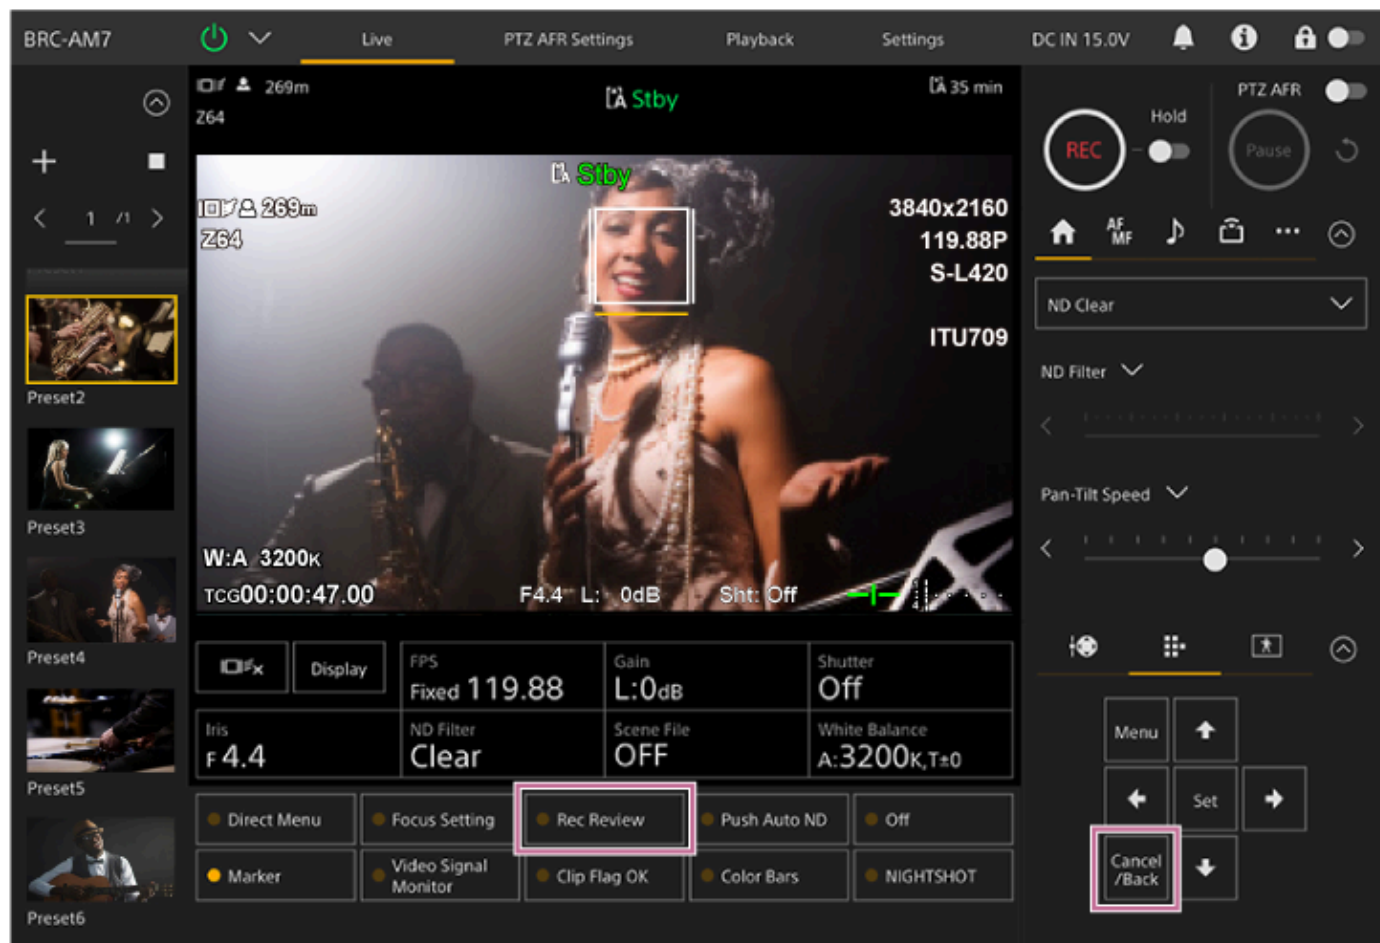 BRC-AM7
Live
PTZ AFR Settings
Playback
Settings
DC IN 15.0V
269m
Z64
Stby
35 min
PTZ AFR
Hold
REC
Pause
1 /1
Stby
269m
Z64
3840x2160
119.88P
S-L420
ITU709
AF
MF
ND Clear
ND Filter
Pan-Tilt Speed
Preset2
Preset3
Preset4
Preset5
Preset6
W:A 3200K
TCG00:00:47.00
F4.4 L: 0dB Sht: Off
Display
FPS
Fixed 119.88
Gain
L:0dB
Shutter
Off
Iris
F 4.4
ND Filter
Clear
Scene File
OFF
White Balance
A:3200K,T±0
Direct Menu
Focus Setting
Rec Review
Push Auto ND
Off
Marker
Video Signal
Monitor
Clip Flag OK
Color Bars
NIGHTSHOT
Menu
Set
Cancel
/Back